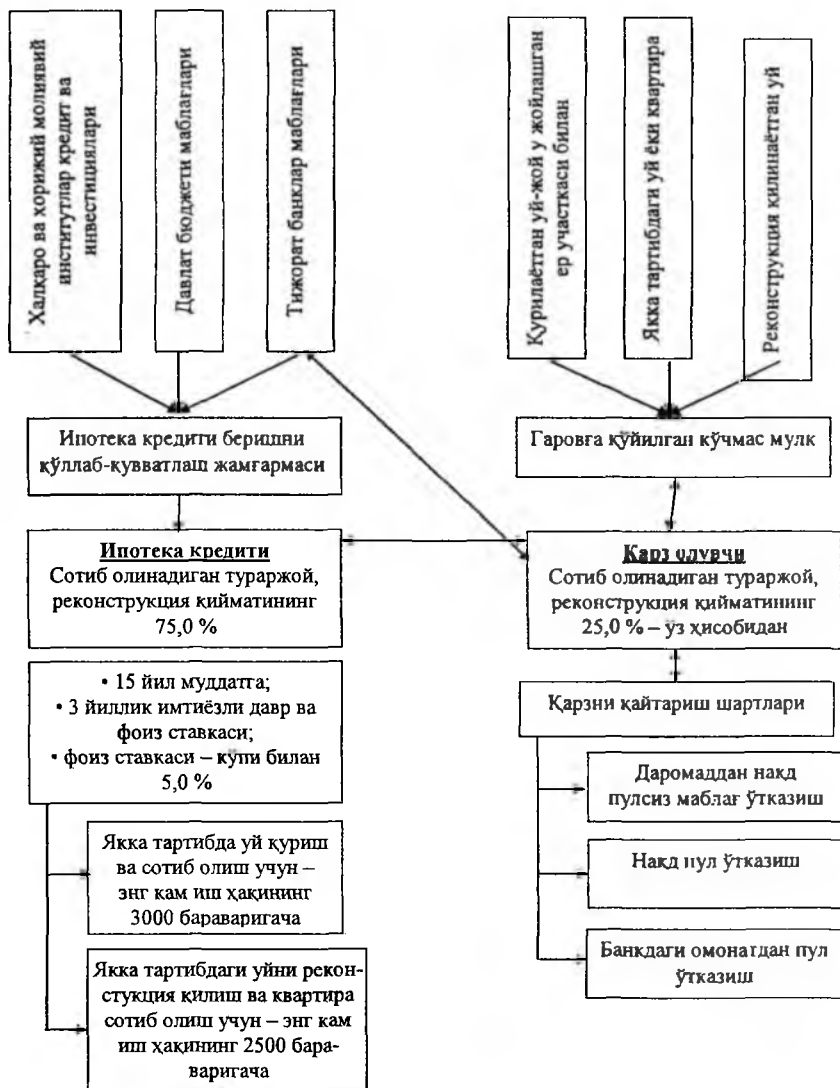 Халкаро ва хорижий молиявий
институтлар кредит ва
инвестициялари
Давлат бюджети маблағлари
Тижорат банклар маблағлари
Қурилаётган уй-жой у жойлашган
ер участкаси билан
Якка тартибдаги уй ёки квартира
Реконструкция қилинаётган уй
Ипотека кредити беришни
қўллаб-қувватлаш жамғармаси
Гаровга қўйилган кўчмас мулк
Ипотека кредити
Сотиб олинадиган тураржой,
реконструкция қийматининг
75,0 %
Карз олувчи
Сотиб олинадиган тураржой,
реконструкция қийматининг
25,0 % – ўз ҳисобидан
• 15 йил муддатга;
• 3 йиллик имтиёзли давр ва
фоиз ставкаси;
• фоиз ставкаси – кўпи билан
5,0 %
Қарзни қайтариш шартлари
Даромаддан нақд
пулсиз маблағ ўтказиш
Якка тартибда уй қуриш
ва сотиб олиш учун –
энг кам иш ҳақининг
3000 бараваригача
Нақд пул ўтказиш
Банкдаги омонатдан пул
ўтказиш
Якка тартибдаги уйни рекон-
стукция қилиш ва квартира
сотиб олиш учун – энг кам
иш ҳақининг 2500 бара-
варигача